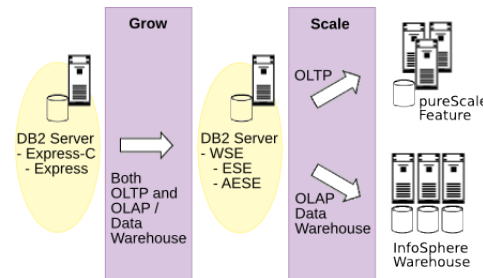 Grow
Scale
DB2 Server
- Express-C
- Express
Both
OLTP and
OLAP /
Data
Warehouse
DB2 Server
- WSE
- ESE
- AESE
OLTP
OLAP
Data
Warehouse
pureScale
Feature
InfoSphere
Warehouse